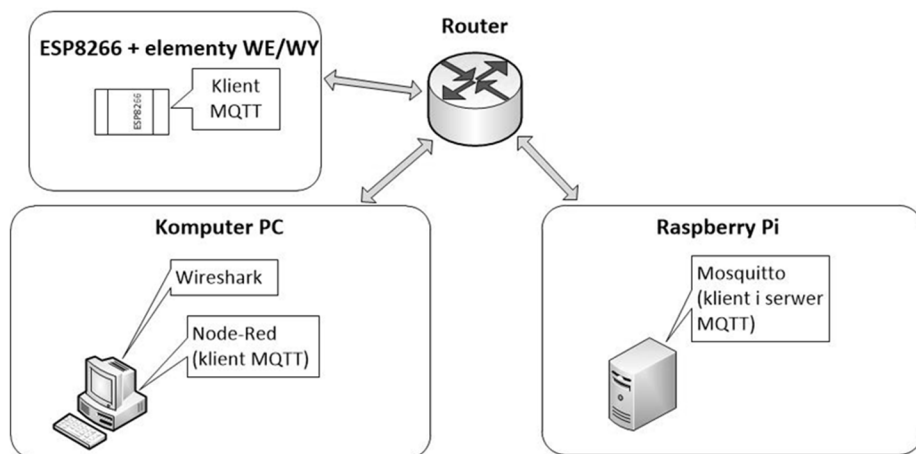 ESP8266 + elementy WE/WY
ESP8266
Klient
MQTT
Router
Komputer PC
Wireshark
Node-Red
(klient MQTT)
Raspberry Pi
Mosquitto
(klient i serwer
MQTT)